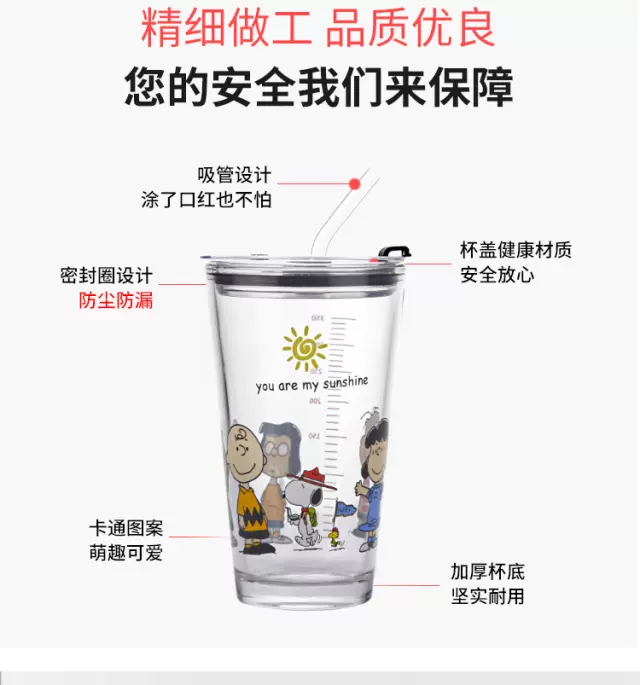 精细做工 品质优良
您的安全我们来保障
吸管设计
涂了口红也不怕
杯盖健康材质
安全放心
密封圈设计
防尘防漏
350
you are my sunshine
200
150
卡通图案
萌趣可爱
加厚杯底
坚实耐用